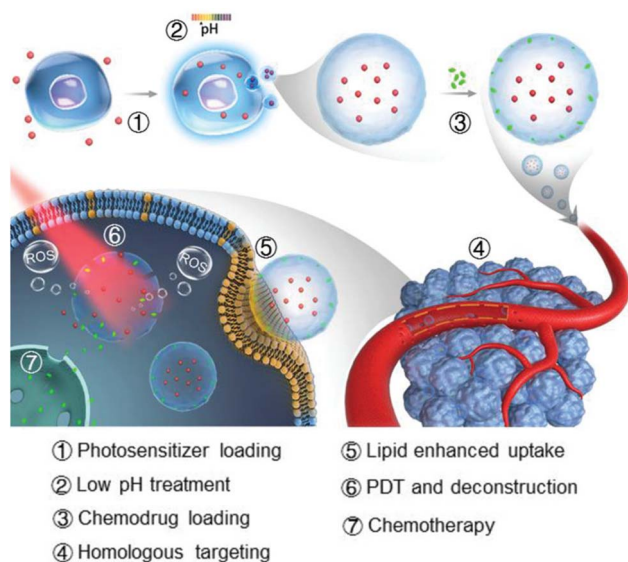 ②
pH
①
③
⑥
ROS
ROS
⑤
④
⑦
① Photosensitizer loading
② Low pH treatment
③ Chemodrug loading
④ Homologous targeting
⑤ Lipid enhanced uptake
⑥ PDT and deconstruction
⑦ Chemotherapy